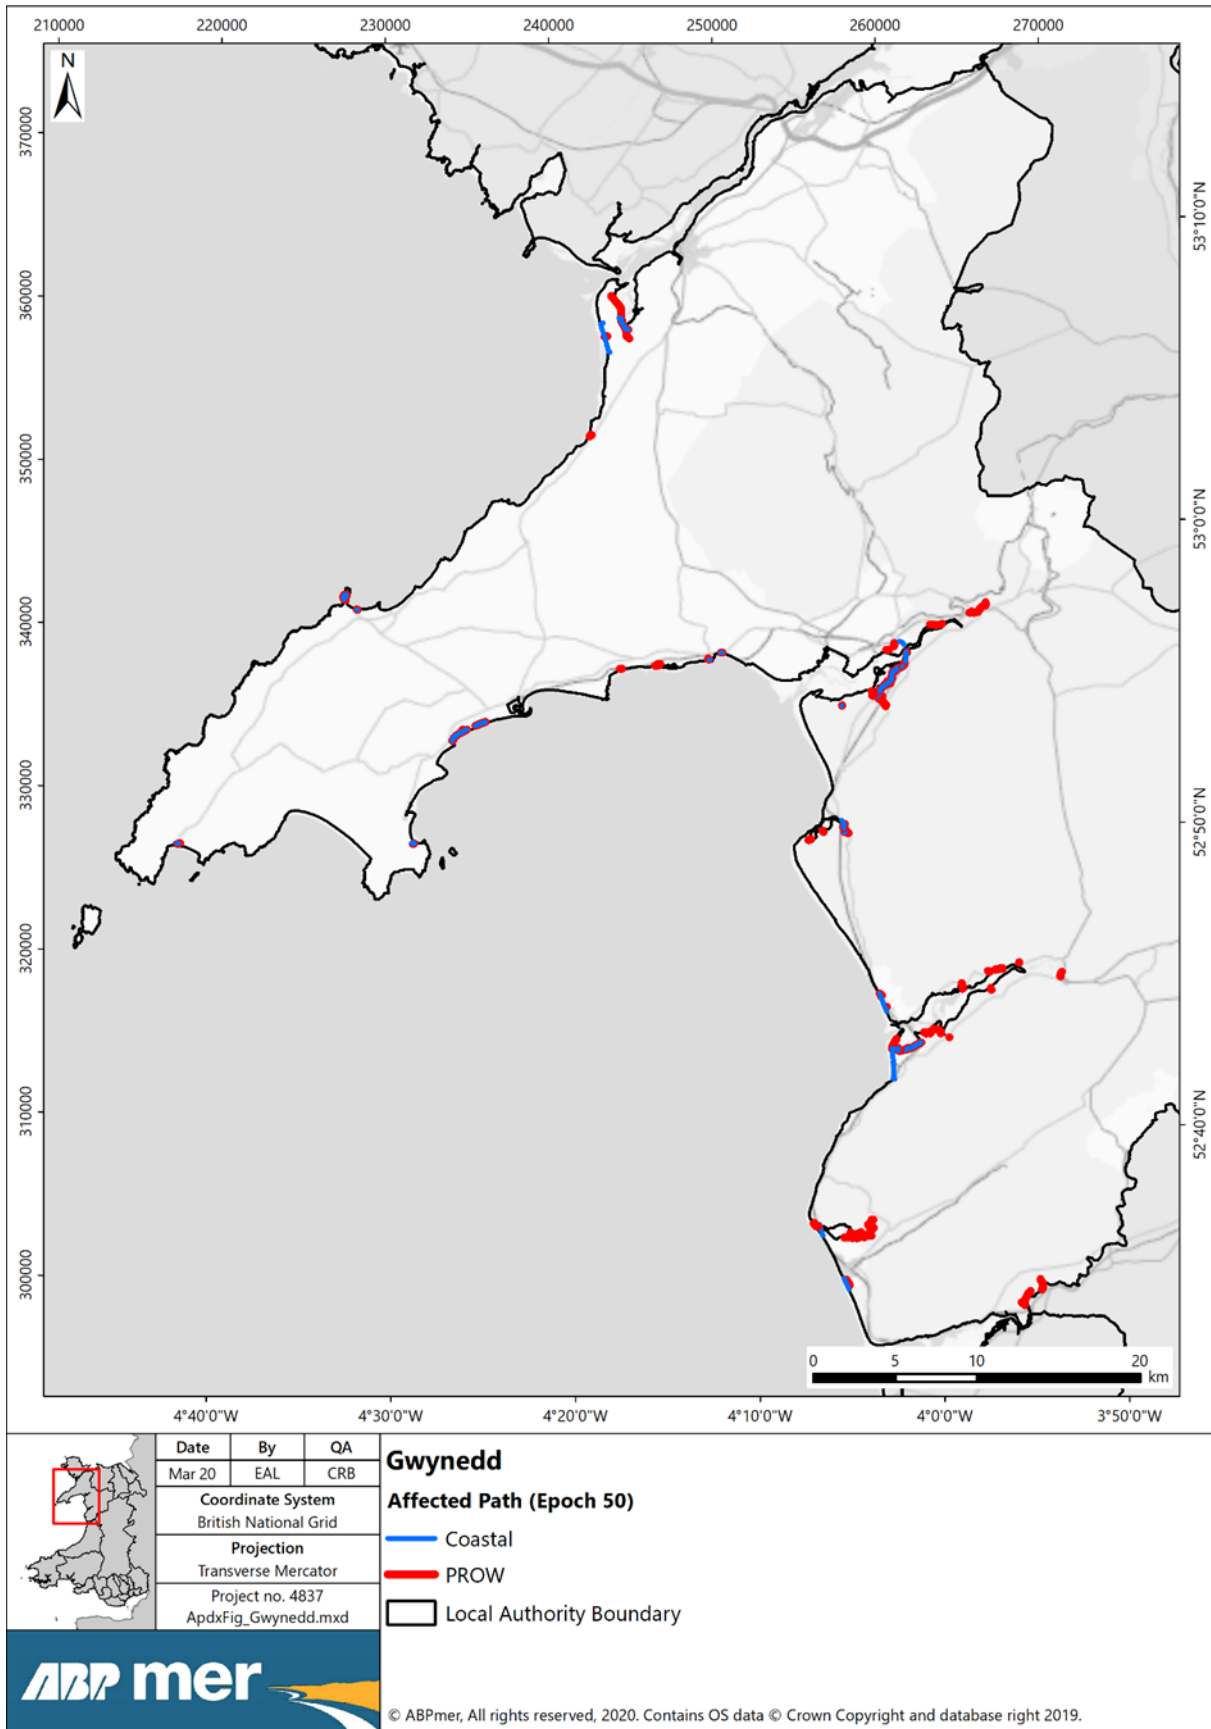 210000 220000 230000 240000 250000 260000 270000
N
370000
360000
350000
340000
330000
320000
310000
300000
53°10'0"N
53°0'0"N
52°50'0"N
52°40'0"N
0 5 10 20
km
4°40'0"W 4°30'0"W 4°20'0"W 4°10'0"W 4°0'0"W 3°50'0"W
Date By QA
Mar 20 EAL CRB
Coordinate System
British National Grid
Projection
Transverse Mercator
Project no. 4837
ApdxFig_Gwynedd.mxd
ABP mer
Gwynedd
Affected Path (Epoch 50)
Coastal
PROW
Local Authority Boundary
© ABPmer, All rights reserved, 2020. Contains OS data © Crown Copyright and database right 2019.